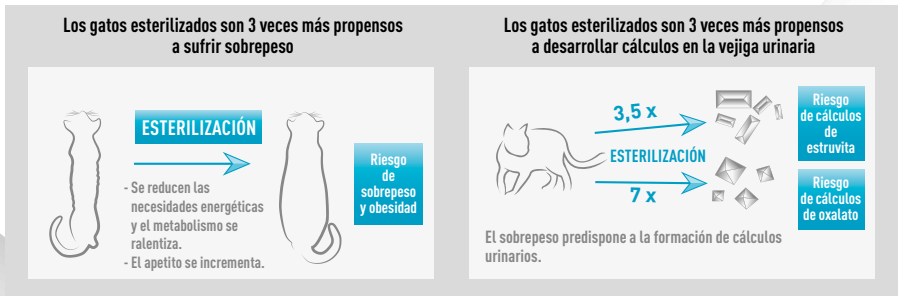 Los gatos esterilizados son 3 veces más propensos
a sufrir sobrepeso
ESTERILIZACIÓN
- Se reducen las
necesidades energéticas
y el metabolismo se
ralentiza.
- El apetito se incrementa.
Riesgo
de
sobrepeso
y obesidad
Los gatos esterilizados son 3 veces más propensos
a desarrollar cálculos en la vejiga urinaria
3,5 x
ESTERILIZACIÓN
7 x
Riesgo
de cálculos
de
estruvita
Riesgo
de cálculos
de oxalato
El sobrepeso predispone a la formación de cálculos
urinarios.